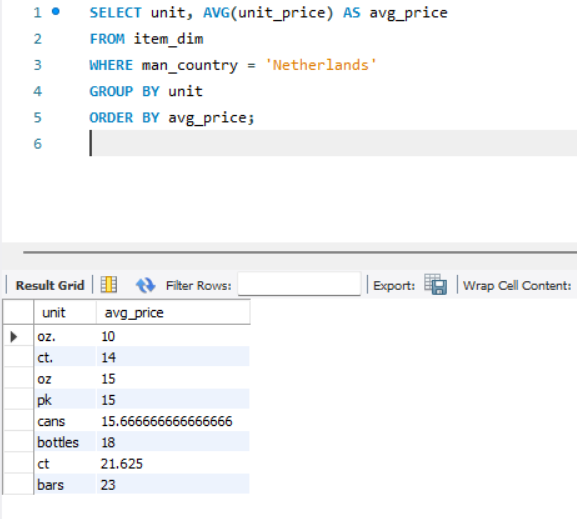 1 SELECT unit, AVG(unit_price) AS avg_price
2 FROM item_dim
3 WHERE man_country = 'Netherlands'
4 GROUP BY unit
5 ORDER BY avg_price;
6
Result Grid Filter Rows: Export: Wrap Cell Content:
unit avg_price
oz. 10
ct. 14
oz 15
pk 15
cans 15.666666666666666
bottles 18
ct 21.625
bars 23